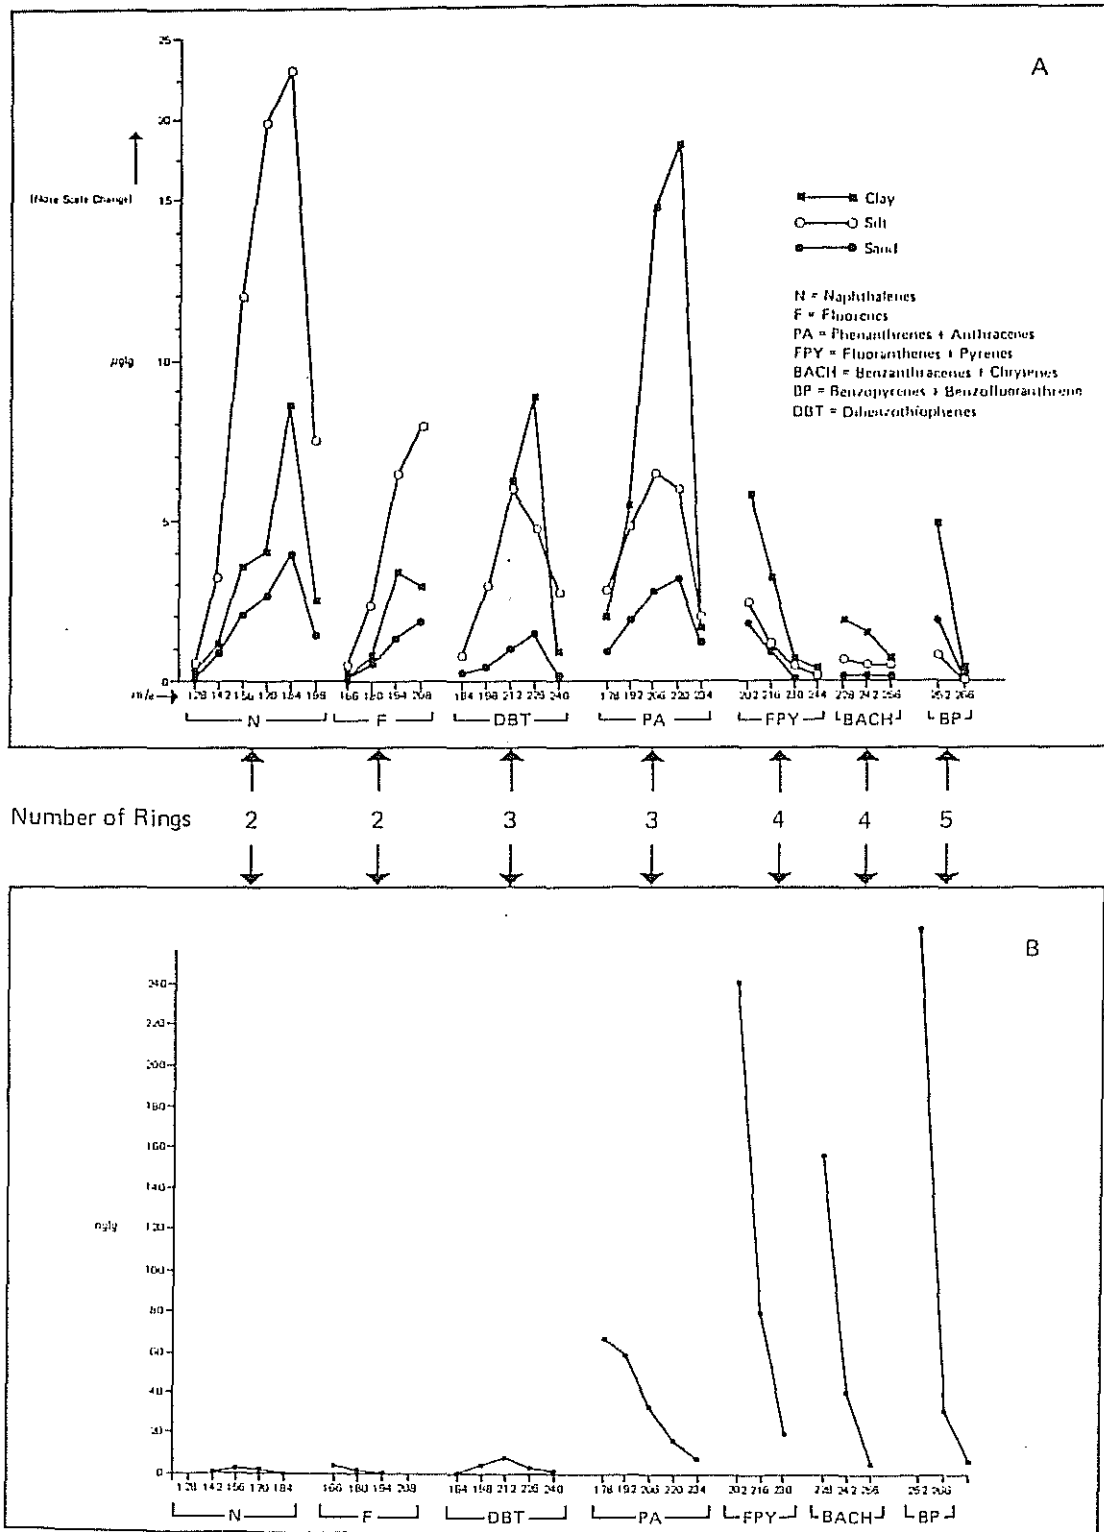 A
25
20
15
10
5
0
µg/g
(Note Scale Change)
Clay
Silt
Sand
N = Naphthalenes
F = Fluorenes
PA = Phenanthrenes + Anthracenes
FPY = Fluoranthenes + Pyrenes
BACH = Benzanthracenes + Chrysenes
BP = Benzopyrenes + Benzofluoranthrene
DBT = Dibenzothiophenes
m/e
128 142 156 170 184 198 166 180 194 208 184 198 212 226 240 178 192 206 220 234 202 216 230 244 228 242 256 252 266
N F DBT PA FPY BACH BP
Number of Rings 2 2 3 3 4 4 5
B
240
220
200
180
160
140
120
100
80
60
40
20
0
ng/g
128 142 156 170 184 166 180 194 208 184 198 212 226 240 178 192 206 220 234 202 216 230 228 242 256 252 266
N F DBT PA FPY BACH BP